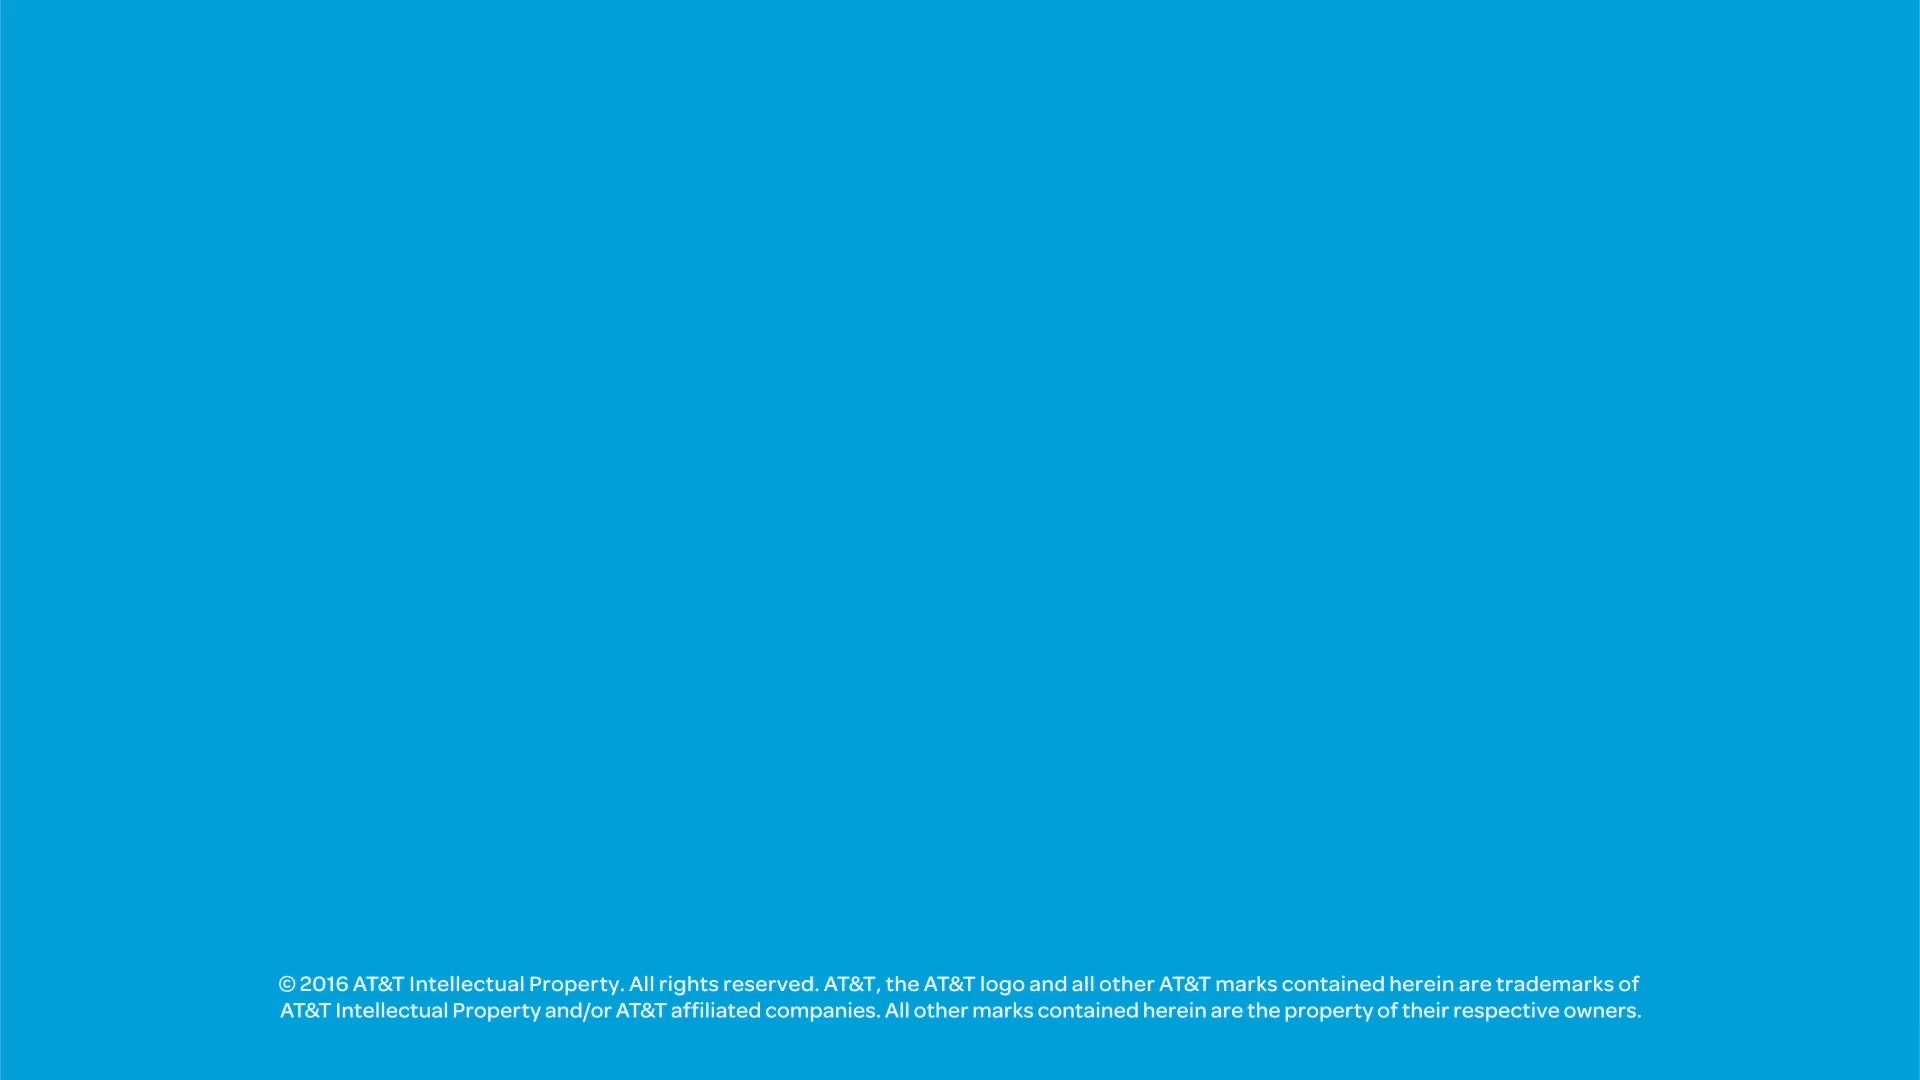 © 2016 AT&T Intellectual Property. All rights reserved. AT&T, the AT&T logo and all other AT&T marks contained herein are trademarks of
AT&T Intellectual Property and/or AT&T affiliated companies. All other marks contained herein are the property of their respective owners.